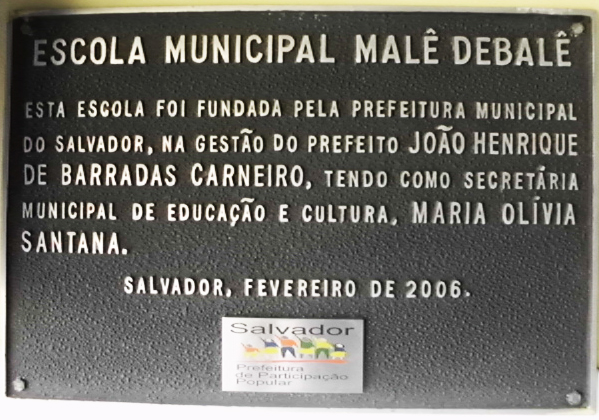 ESCOLA MUNICIPAL MALÊ DEBALÊ
ESTA ESCOLA FOI FUNDADA PELA PREFEITURA MUNICIPAL
DO SALVADOR, NA GESTÃO DO PREFEITO JOÃO HENRIQUE
DE BARRADAS CARNEIRO, TENDO COMO SECRETÁRIA
MUNICIPAL DE EDUCAÇÃO E CULTURA, MARIA OLÍVIA
SANTANA.
SALVADOR, FEVEREIRO DE 2006.
Salvador
Prefeitura
de Participação
Popular